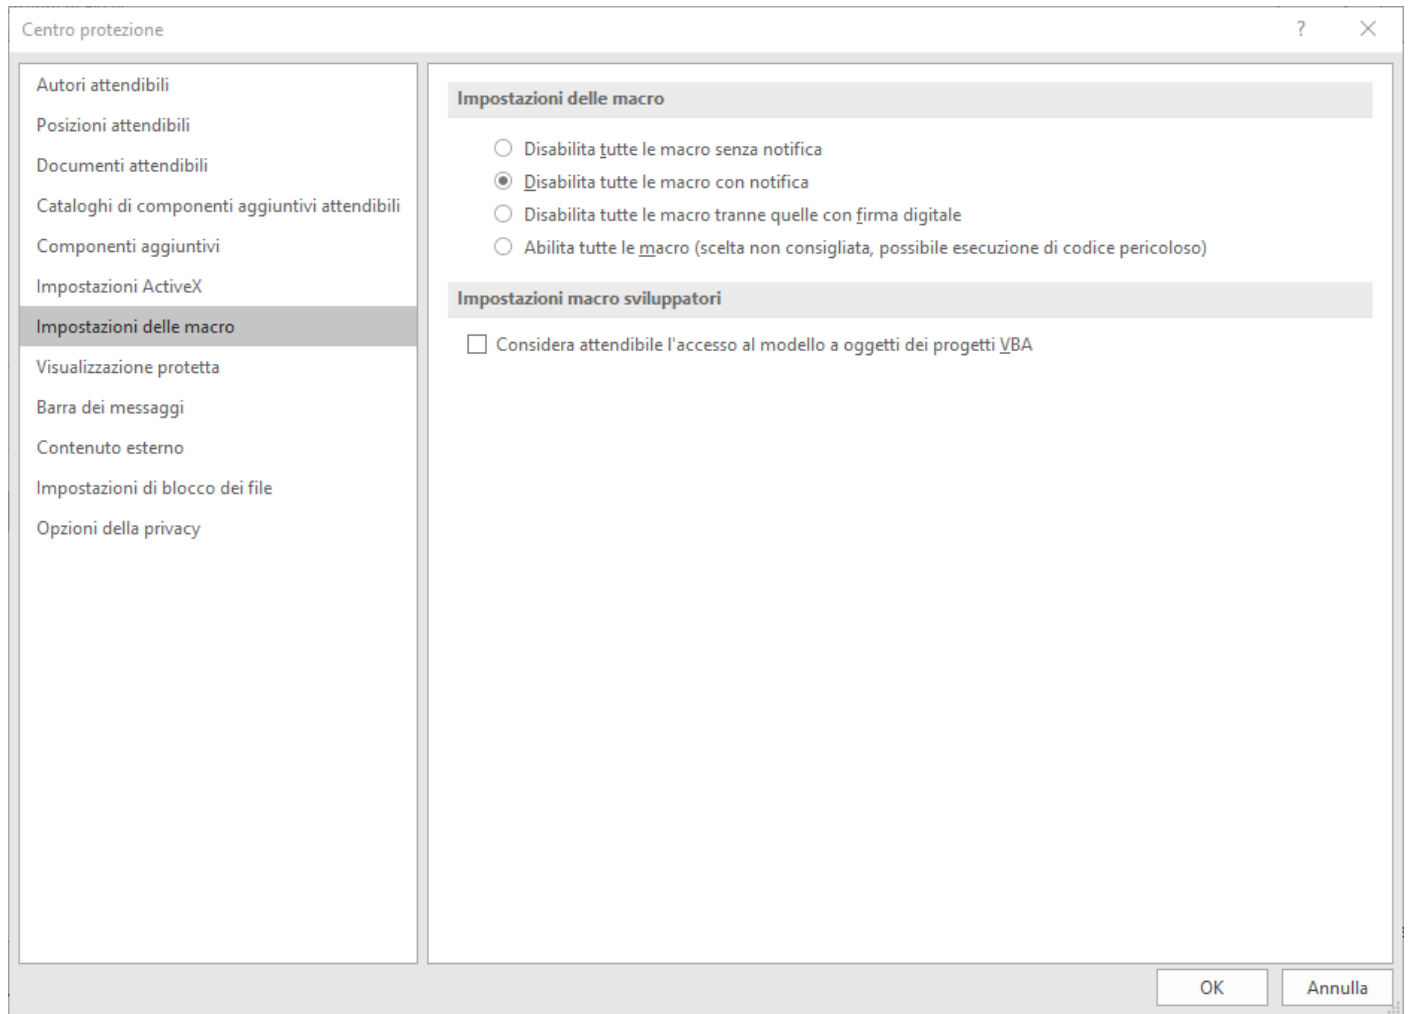 Centro protezione
?
Autori attendibili
Posizioni attendibili
Documenti attendibili
Cataloghi di componenti aggiuntivi attendibili
Componenti aggiuntivi
Impostazioni ActiveX
Impostazioni delle macro
Visualizzazione protetta
Barra dei messaggi
Contenuto esterno
Impostazioni di blocco dei file
Opzioni della privacy
Impostazioni delle macro
Disabilita tutte le macro senza notifica
Disabilita tutte le macro con notifica
Disabilita tutte le macro tranne quelle con firma digitale
Abilita tutte le macro (scelta non consigliata, possibile esecuzione di codice pericoloso)
Impostazioni macro sviluppatori
Considera attendibile l'accesso al modello a oggetti dei progetti VBA
OK
Annulla